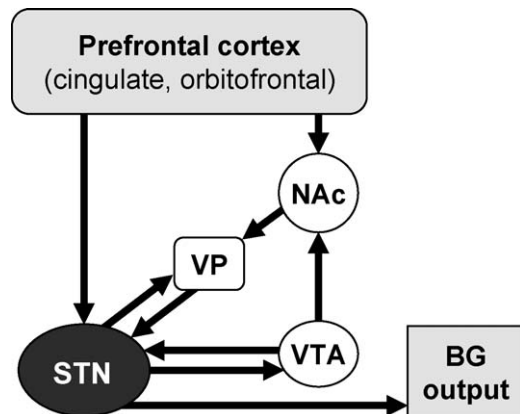 Prefrontal cortex
(cingulate, orbitofrontal)
NAc
VP
STN
VTA
BG
output